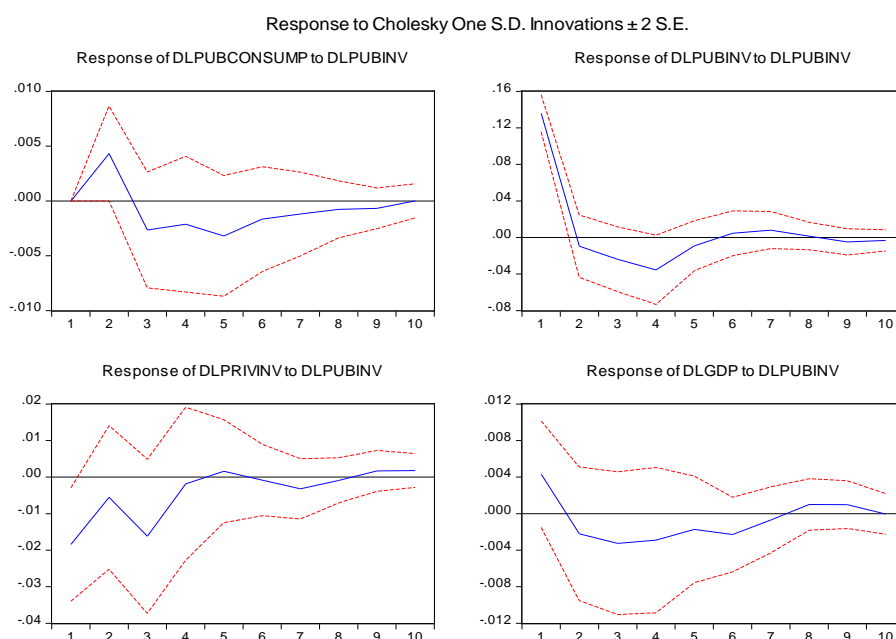 Response to Cholesky One S.D. Innovations ± 2 S.E.
Response of DLPUBCONSUMP to DLPUBINV
.010
.005
.000
-.005
-.010
1 2 3 4 5 6 7 8 9 10
Response of DLPUBINV to DLPUBINV
.16
.12
.08
.04
.00
-.04
-.08
1 2 3 4 5 6 7 8 9 10
Response of DLPRIVINV to DLPUBINV
.02
.01
.00
-.01
-.02
-.03
-.04
1 2 3 4 5 6 7 8 9 10
Response of DLGDP to DLPUBINV
.012
.008
.004
.000
-.004
-.008
-.012
1 2 3 4 5 6 7 8 9 10